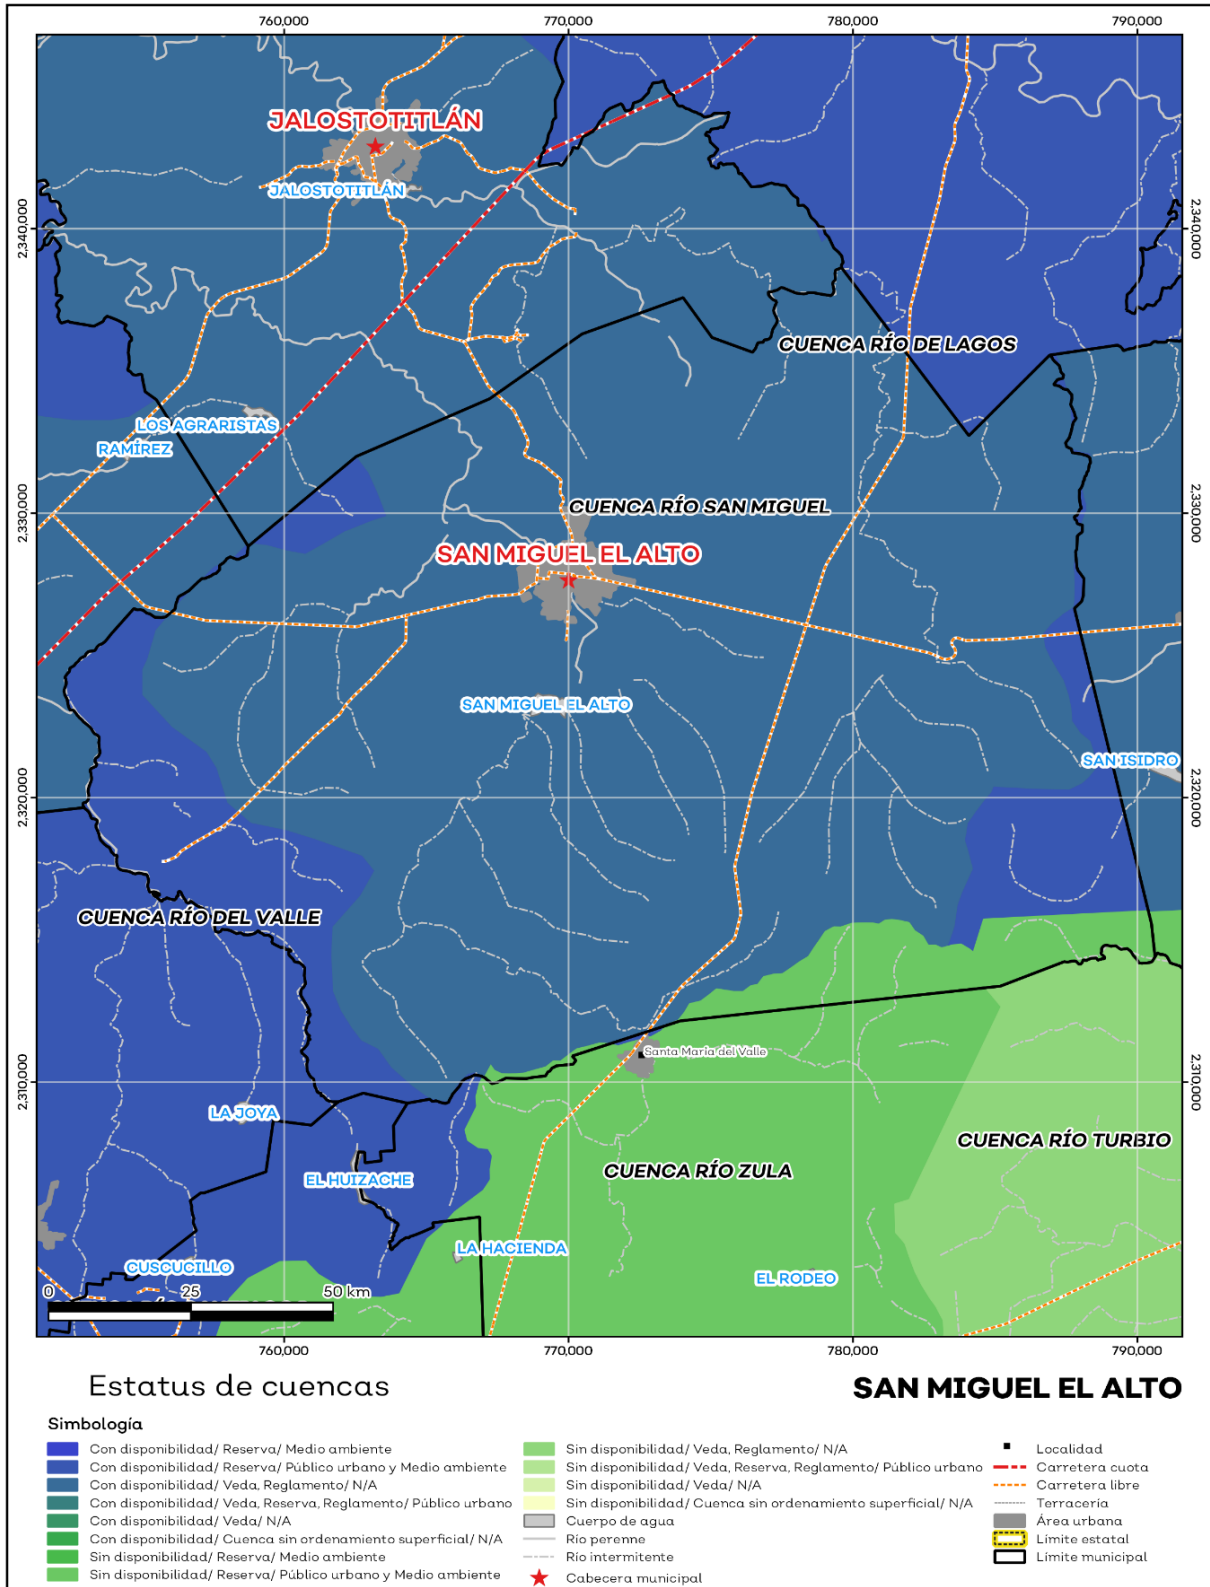 760,000 770,000 780,000 790,000
JALOSTOTITLÁN
JALOSTOTITLÁN
2,340,000 2,340,000
CUENCA RÍO DE LAGOS
LOS AGRARISTAS
RAMÍREZ
CUENCA RÍO SAN MIGUEL
2,330,000 2,330,000
SAN MIGUEL EL ALTO
SAN MIGUEL EL ALTO
SAN ISIDRO
2,320,000 2,320,000
CUENCA RÍO DEL VALLE
Santa María del Valle
2,310,000 2,310,000
LA JOYA
CUENCA RÍO TURBIO
CUENCA RÍO ZULA
EL HUIZACHE
LA HACIENDA
CUSCUCILLO
EL RODEO
0 25 50 km
760,000 770,000 780,000 790,000
Estatus de cuencas
SAN MIGUEL EL ALTO
Simbología
Con disponibilidad/ Reserva/ Medio ambiente
Con disponibilidad/ Reserva/ Público urbano y Medio ambiente
Con disponibilidad/ Veda, Reglamento/ N/A
Con disponibilidad/ Veda, Reserva, Reglamento/ Público urbano
Con disponibilidad/ Veda/ N/A
Con disponibilidad/ Cuenca sin ordenamiento superficial/ N/A
Sin disponibilidad/ Reserva/ Medio ambiente
Sin disponibilidad/ Reserva/ Público urbano y Medio ambiente
Sin disponibilidad/ Veda, Reglamento/ N/A
Sin disponibilidad/ Veda, Reserva, Reglamento/ Público urbano
Sin disponibilidad/ Veda/ N/A
Sin disponibilidad/ Cuenca sin ordenamiento superficial/ N/A
Cuerpo de agua
Río perenne
Río intermitente
Cabecera municipal
Localidad
Carretera cuota
Carretera libre
Terracería
Área urbana
Límite estatal
Límite municipal